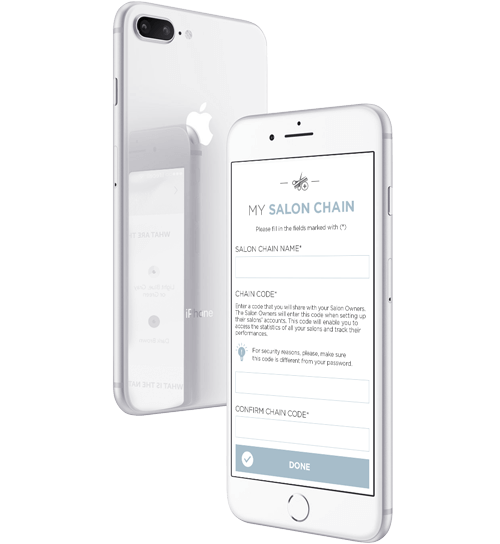 MY SALON CHAIN
Please fill in the fields marked with (*)
SALON CHAIN NAME*
CHAIN CODE*
Enter a code that you will share with your Salon Owners.
The Salon Owners will enter this code when setting up
their salons' accounts. This code will enable you to
access the statistics of all your salons and track their
performances.
For security reasons, please, make sure
this code is different from your password.
CONFIRM CHAIN CODE*
DONE
iPhone